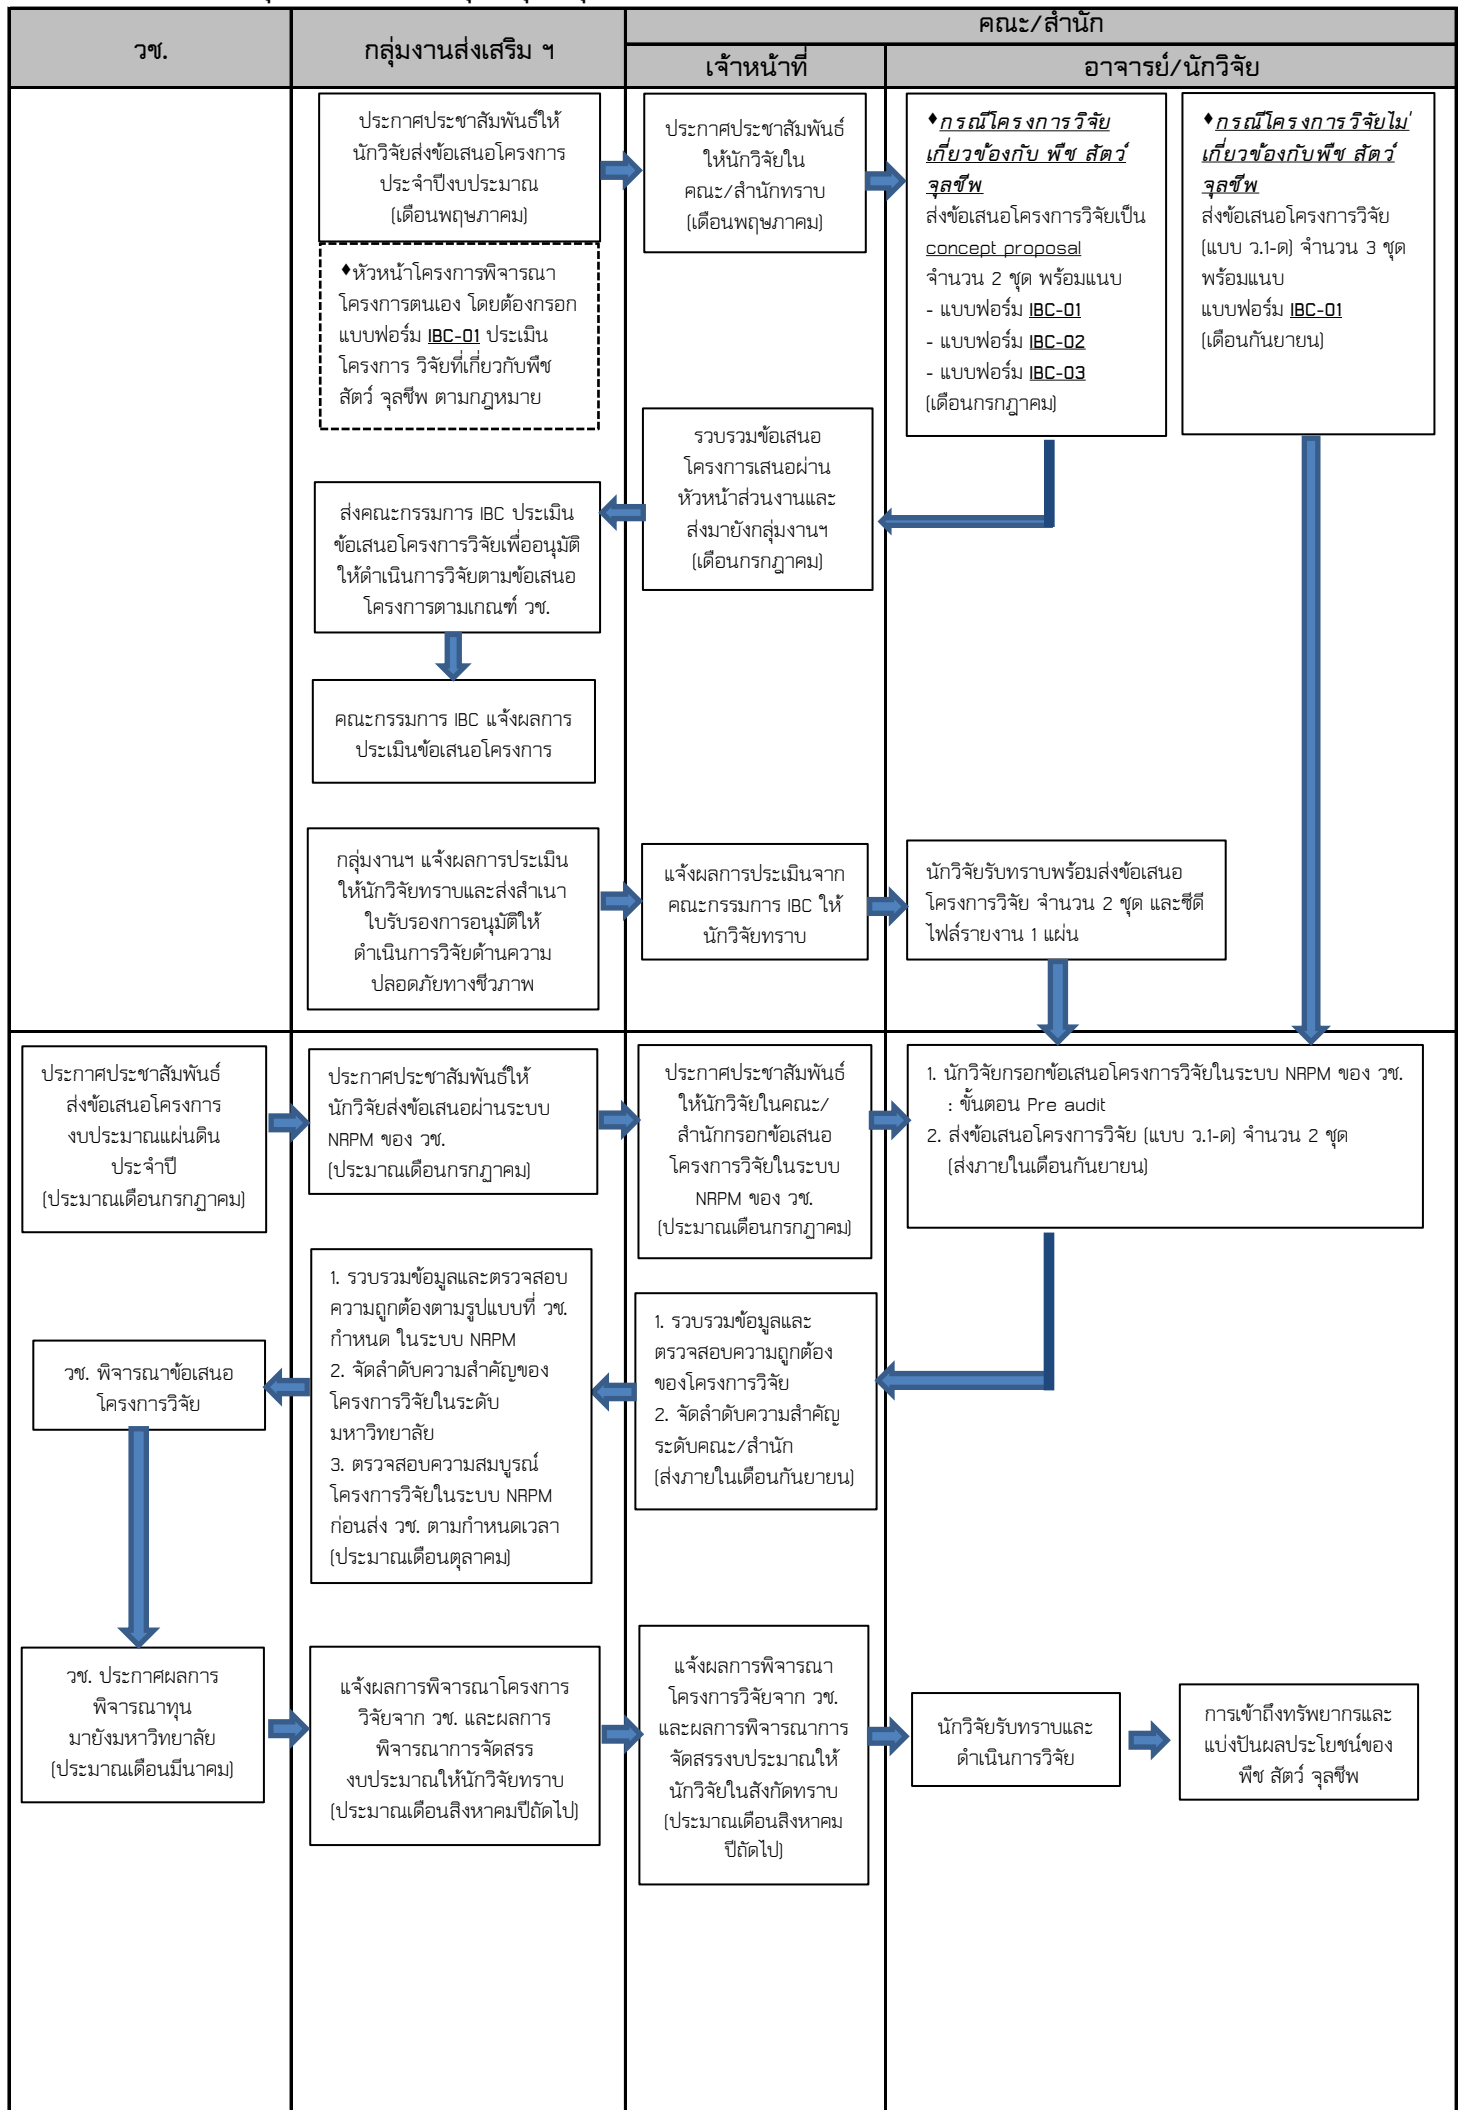 วช.
กลุ่มงานส่งเสริม ฯ
คณะ/สำนัก
เจ้าหน้าที่
อาจารย์/นักวิจัย
ประกาศประชาสัมพันธ์ให้
นักวิจัยส่งข้อเสนอโครงการ
ประจำปีงบประมาณ
(เดือนพฤษภาคม)
ประกาศประชาสัมพันธ์
ให้นักวิจัยใน
คณะ/สำนักทราบ
(เดือนพฤษภาคม)
♦กรณีโครงการวิจัย
เกี่ยวข้องกับ พืช สัตว์
จุลชีพ
ส่งข้อเสนอโครงการวิจัยเป็น
concept proposal
จำนวน 2 ชุด พร้อมแนบ
- แบบฟอร์ม IBC-01
- แบบฟอร์ม IBC-02
- แบบฟอร์ม IBC-03
(เดือนกรกฎาคม)
♦กรณีโครงการวิจัยไม่
เกี่ยวข้องกับพืช สัตว์
จุลชีพ
ส่งข้อเสนอโครงการวิจัย
(แบบ ว.1-ด) จำนวน 3 ชุด
พร้อมแนบ
แบบฟอร์ม IBC-01
(เดือนกันยายน)
♦หัวหน้าโครงการพิจารณา
โครงการตนเอง โดยต้องกรอก
แบบฟอร์ม IBC-01 ประเมิน
โครงการ วิจัยที่เกี่ยวกับพืช
สัตว์ จุลชีพ ตามกฎหมาย
รวบรวมข้อเสนอ
โครงการเสนอผ่าน
หัวหน้าส่วนงานและ
ส่งมายังกลุ่มงานฯ
(เดือนกรกฎาคม)
ส่งคณะกรรมการ IBC ประเมิน
ข้อเสนอโครงการวิจัยเพื่ออนุมัติ
ให้ดำเนินการวิจัยตามข้อเสนอ
โครงการตามเกณฑ์ วช.
คณะกรรมการ IBC แจ้งผลการ
ประเมินข้อเสนอโครงการ
กลุ่มงานฯ แจ้งผลการประเมิน
ให้นักวิจัยทราบและส่งสำเนา
ใบรับรองการอนุมัติให้
ดำเนินการวิจัยด้านความ
ปลอดภัยทางชีวภาพ
แจ้งผลการประเมินจาก
คณะกรรมการ IBC ให้
นักวิจัยทราบ
นักวิจัยรับทราบพร้อมส่งข้อเสนอ
โครงการวิจัย จำนวน 2 ชุด และซีดี
ไฟล์รายงาน 1 แผ่น
ประกาศประชาสัมพันธ์
ส่งข้อเสนอโครงการ
งบประมาณแผ่นดิน
ประจำปี
(ประมาณเดือนกรกฎาคม)
ประกาศประชาสัมพันธ์ให้
นักวิจัยส่งข้อเสนอผ่านระบบ
NRPM ของ วช.
(ประมาณเดือนกรกฎาคม)
ประกาศประชาสัมพันธ์
ให้นักวิจัยในคณะ/
สำนักกรอกข้อเสนอ
โครงการวิจัยในระบบ
NRPM ของ วช.
(ประมาณเดือนกรกฎาคม)
1. นักวิจัยกรอกข้อเสนอโครงการวิจัยในระบบ NRPM ของ วช.
: ขั้นตอน Pre audit
2. ส่งข้อเสนอโครงการวิจัย (แบบ ว.1-ด) จำนวน 2 ชุด
(ส่งภายในเดือนกันยายน)
วช. พิจารณาข้อเสนอ
โครงการวิจัย
1. รวบรวมข้อมูลและตรวจสอบ
ความถูกต้องตามรูปแบบที่ วช.
กำหนด ในระบบ NRPM
2. จัดลำดับความสำคัญของ
โครงการวิจัยในระดับ
มหาวิทยาลัย
3. ตรวจสอบความสมบูรณ์
โครงการวิจัยในระบบ NRPM
ก่อนส่ง วช. ตามกำหนดเวลา
(ประมาณเดือนตุลาคม)
1. รวบรวมข้อมูลและ
ตรวจสอบความถูกต้อง
ของโครงการวิจัย
2. จัดลำดับความสำคัญ
ระดับคณะ/สำนัก
(ส่งภายในเดือนกันยายน)
วช. ประกาศผลการ
พิจารณาทุน
มายังมหาวิทยาลัย
(ประมาณเดือนมีนาคม)
แจ้งผลการพิจารณาโครงการ
วิจัยจาก วช. และผลการ
พิจารณาการจัดสรร
งบประมาณให้นักวิจัยทราบ
(ประมาณเดือนสิงหาคมปีถัดไป)
แจ้งผลการพิจารณา
โครงการวิจัยจาก วช.
และผลการพิจารณาการ
จัดสรรงบประมาณให้
นักวิจัยในสังกัดทราบ
(ประมาณเดือนสิงหาคม
ปีถัดไป)
นักวิจัยรับทราบและ
ดำเนินการวิจัย
การเข้าถึงทรัพยากรและ
แบ่งปันผลประโยชน์ของ
พืช สัตว์ จุลชีพ